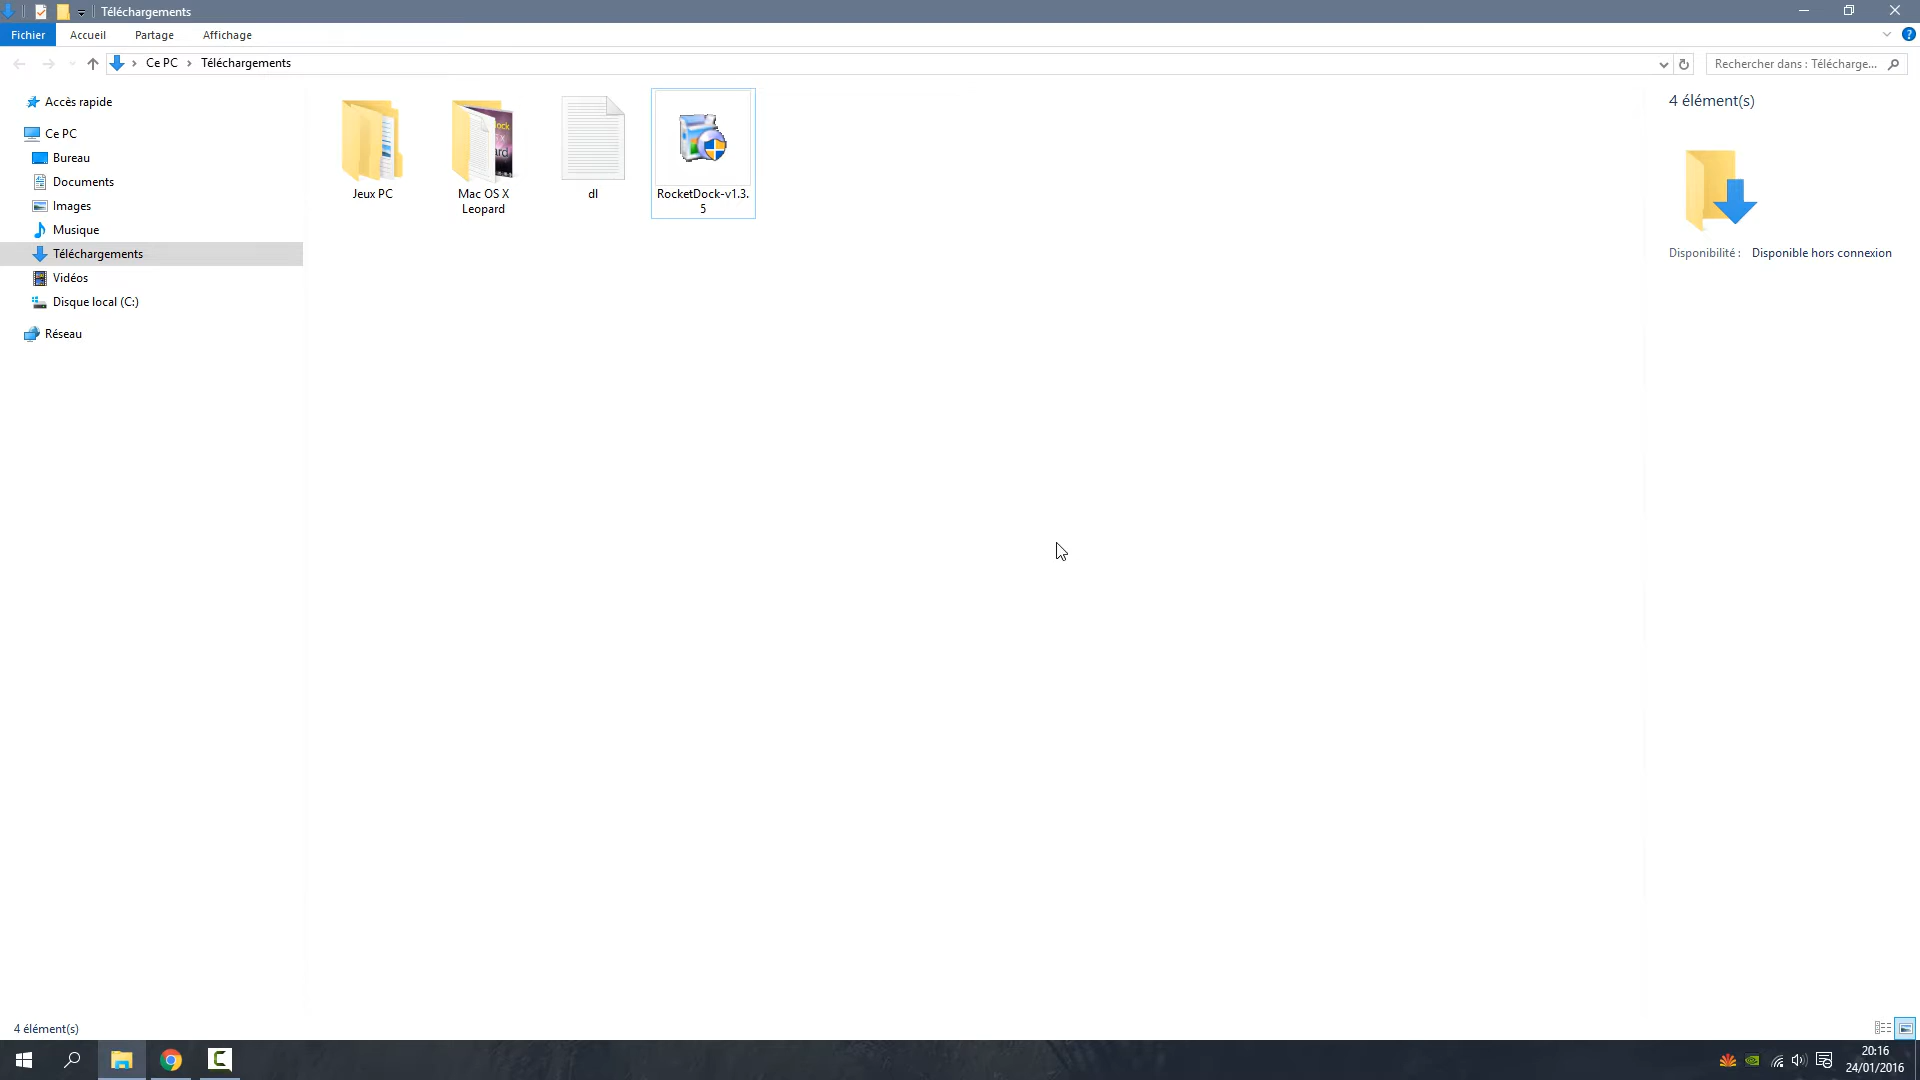 Téléchargements
Fichier
Accueil
Partage
Affichage
Ce PC
Téléchargements
Rechercher dans : Télécharge...
Accès rapide
Ce PC
Bureau
Documents
Images
Musique
Téléchargements
Vidéos
Disque local (C:)
Réseau
Jeux PC
Mac OS X
Leopard
dl
RocketDock-v1.3.
5
4 élément(s)
Disponibilité : Disponible hors connexion
4 élément(s)
20:16
24/01/2016